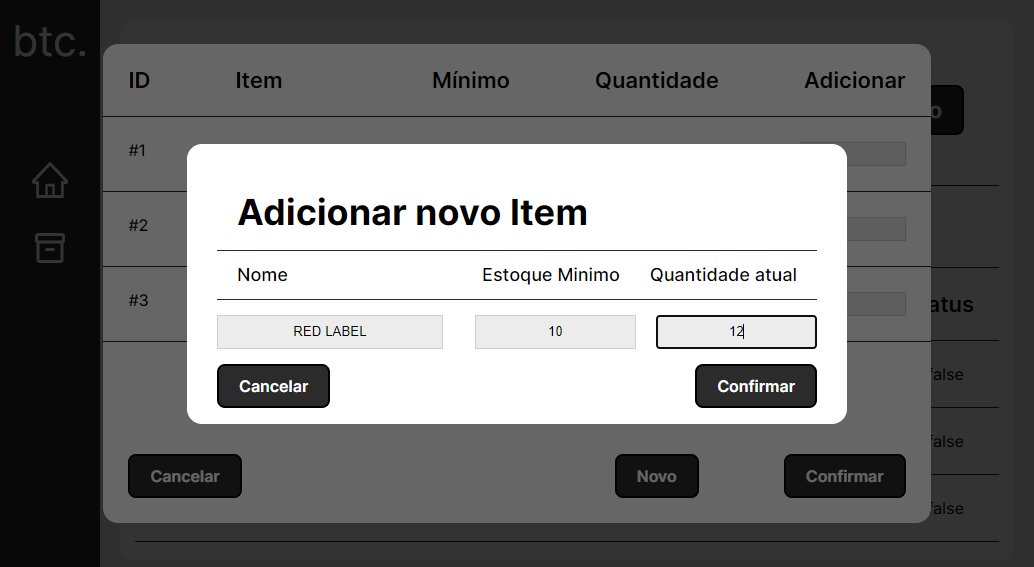 btc.
ID Item Mínimo Quantidade Adicionar
o
#1
Adicionar novo Item
#2
Nome Estoque Minimo Quantidade atual
#3
atus
RED LABEL 10 12
false
Cancelar Confirmar
false
Cancelar Novo Confirmar
false